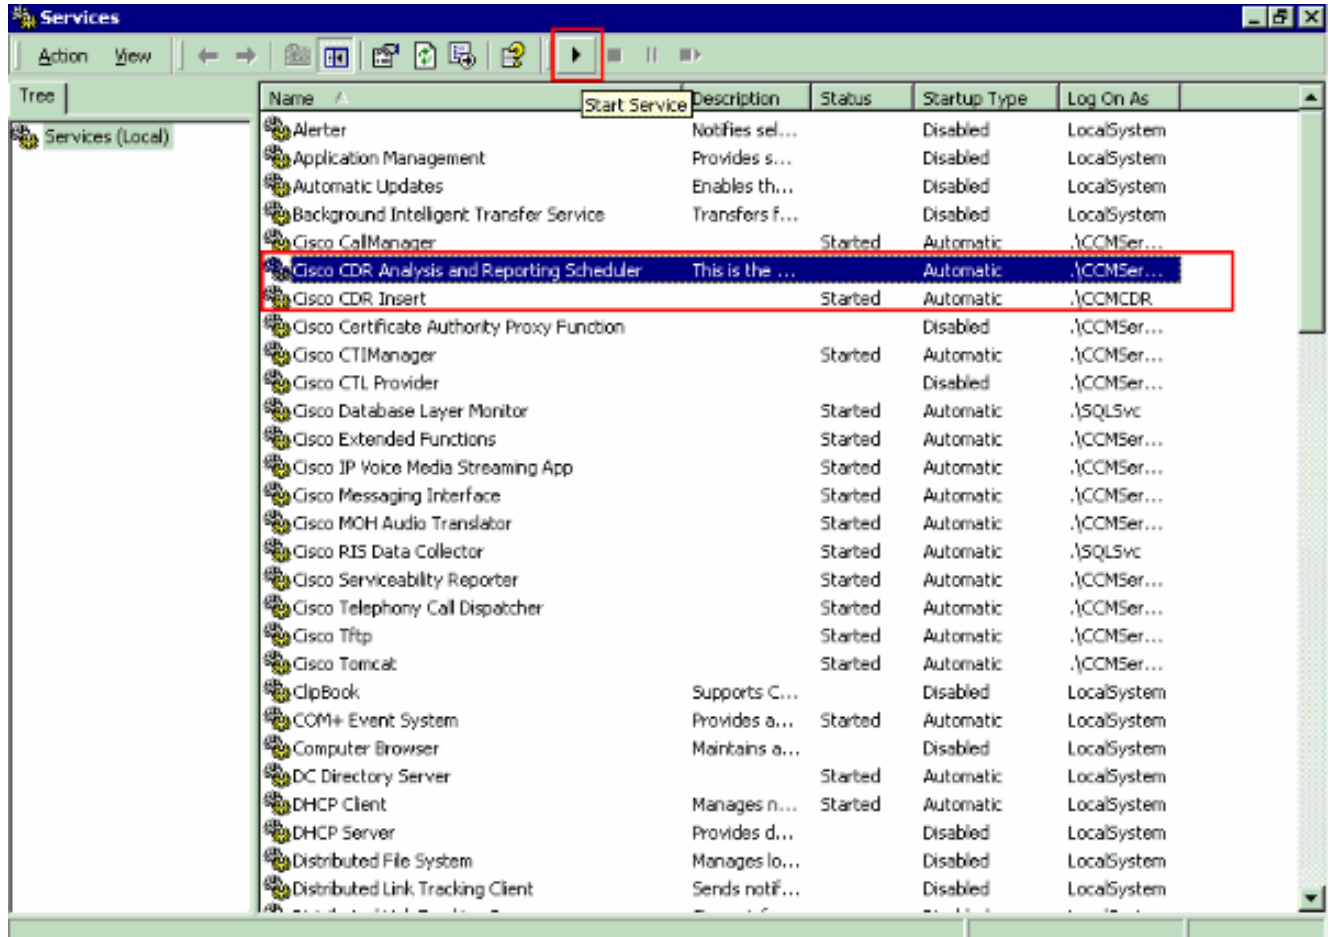 Services
Action View
Tree
Name Description Status Startup Type Log On As
Start Service
Services (Local)
Alerter Notifies sel... Disabled LocalSystem
Application Management Provides s... Disabled LocalSystem
Automatic Updates Enables th... Disabled LocalSystem
Background Intelligent Transfer Service Transfers f... Disabled LocalSystem
Cisco CallManager Started Automatic .\CCMSer...
Cisco CDR Analysis and Reporting Scheduler This is the ... Automatic .\CCMSer...
Cisco CDR Insert Started Automatic .\CCMCDR
Cisco Certificate Authority Proxy Function Disabled .\CCMSer...
Cisco CTIManager Started Automatic .\CCMSer...
Cisco CTL Provider Disabled .\CCMSer...
Cisco Database Layer Monitor Started Automatic .\SQLSvc
Cisco Extended Functions Started Automatic .\CCMSer...
Cisco IP Voice Media Streaming App Started Automatic .\CCMSer...
Cisco Messaging Interface Started Automatic .\CCMSer...
Cisco MOH Audio Translator Started Automatic .\CCMSer...
Cisco RIS Data Collector Started Automatic .\SQLSvc
Cisco Serviceability Reporter Started Automatic .\CCMSer...
Cisco Telephony Call Dispatcher Started Automatic .\CCMSer...
Cisco Tftp Started Automatic .\CCMSer...
Cisco Tomcat Started Automatic .\CCMSer...
ClipBook Supports C... Disabled LocalSystem
COM+ Event System Provides a... Started Automatic LocalSystem
Computer Browser Maintains a... Disabled LocalSystem
DC Directory Server Started Automatic LocalSystem
DHCP Client Manages n... Started Automatic LocalSystem
DHCP Server Provides d... Disabled LocalSystem
Distributed File System Manages lo... Disabled LocalSystem
Distributed Link Tracking Client Sends notif... Disabled LocalSystem